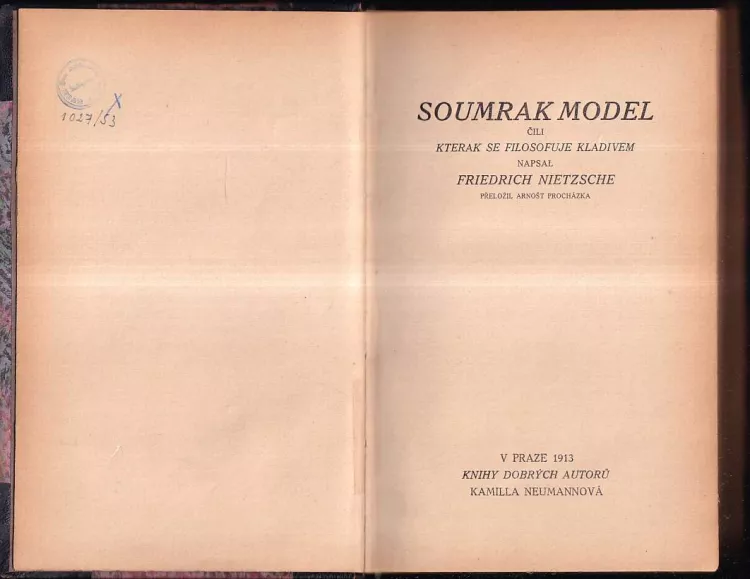 1027/53
X
SOUMRAK MODEL
ČILI
KTERAK SE FILOSOFUJE KLADIVEM
NAPSAL
FRIEDRICH NIETZSCHE
PŘELOŽIL ARNOŠT PROCHÁZKA
V PRAZE 1913
KNIHY DOBRÝCH AUTORŮ
KAMILLA NEUMANNOVÁ